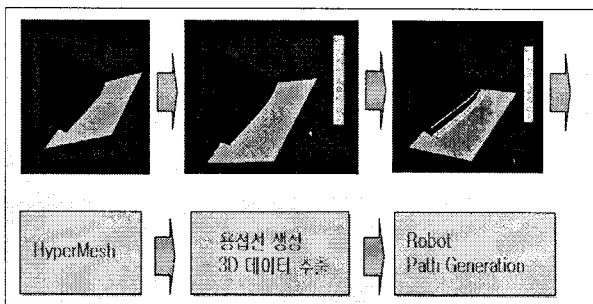 HyperMesh
용접선 생성
3D 데이터 추출
Robot
Path Generation